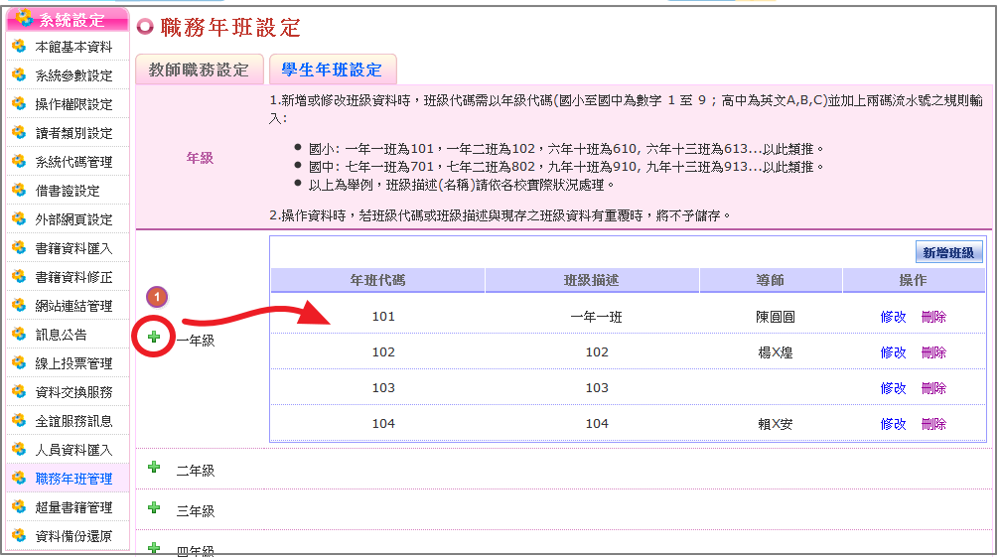 系統設定
本館基本資料
系統參數設定
操作權限設定
讀者類別設定
系統代碼管理
借書證設定
外部網頁設定
書籍資料匯入
書籍資料修正
網站連結管理
訊息公告
線上投票管理
資料交換服務
全誼服務訊息
人員資料匯入
職務年班管理
超量書籍管理
資料備份還原
職務年班設定
教師職務設定 學生年班設定
年級
1.新增或修改班級資料時，班級代碼需以年級代碼(國小至國中為數字 1 至 9 ; 高中為英文A,B,C)並加上兩碼流水號之規則輸
入:
● 國小: 一年一班為101，一年二班為102，六年十班為610, 六年十三班為613...以此類推。
● 國中: 七年一班為701，七年二班為802，九年十班為910, 九年十三班為913...以此類推。
● 以上為舉例，班級描述(名稱)請依各校實際狀況處理。
2.操作資料時，若班級代碼或班級描述與現存之班級資料有重覆時，將不予儲存。
1
一年級
新增班級
年班代碼 班級描述 導師 操作
101 一年一班 陳圓圓 修改 刪除
102 102 楊X煌 修改 刪除
103 103 修改 刪除
104 104 賴X安 修改 刪除
二年級
三年級
四年級